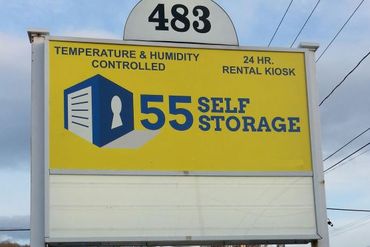 483
TEMPERATURE & HUMIDITY
CONTROLLED
24 HR.
RENTAL KIOSK
55 SELF
STORAGE